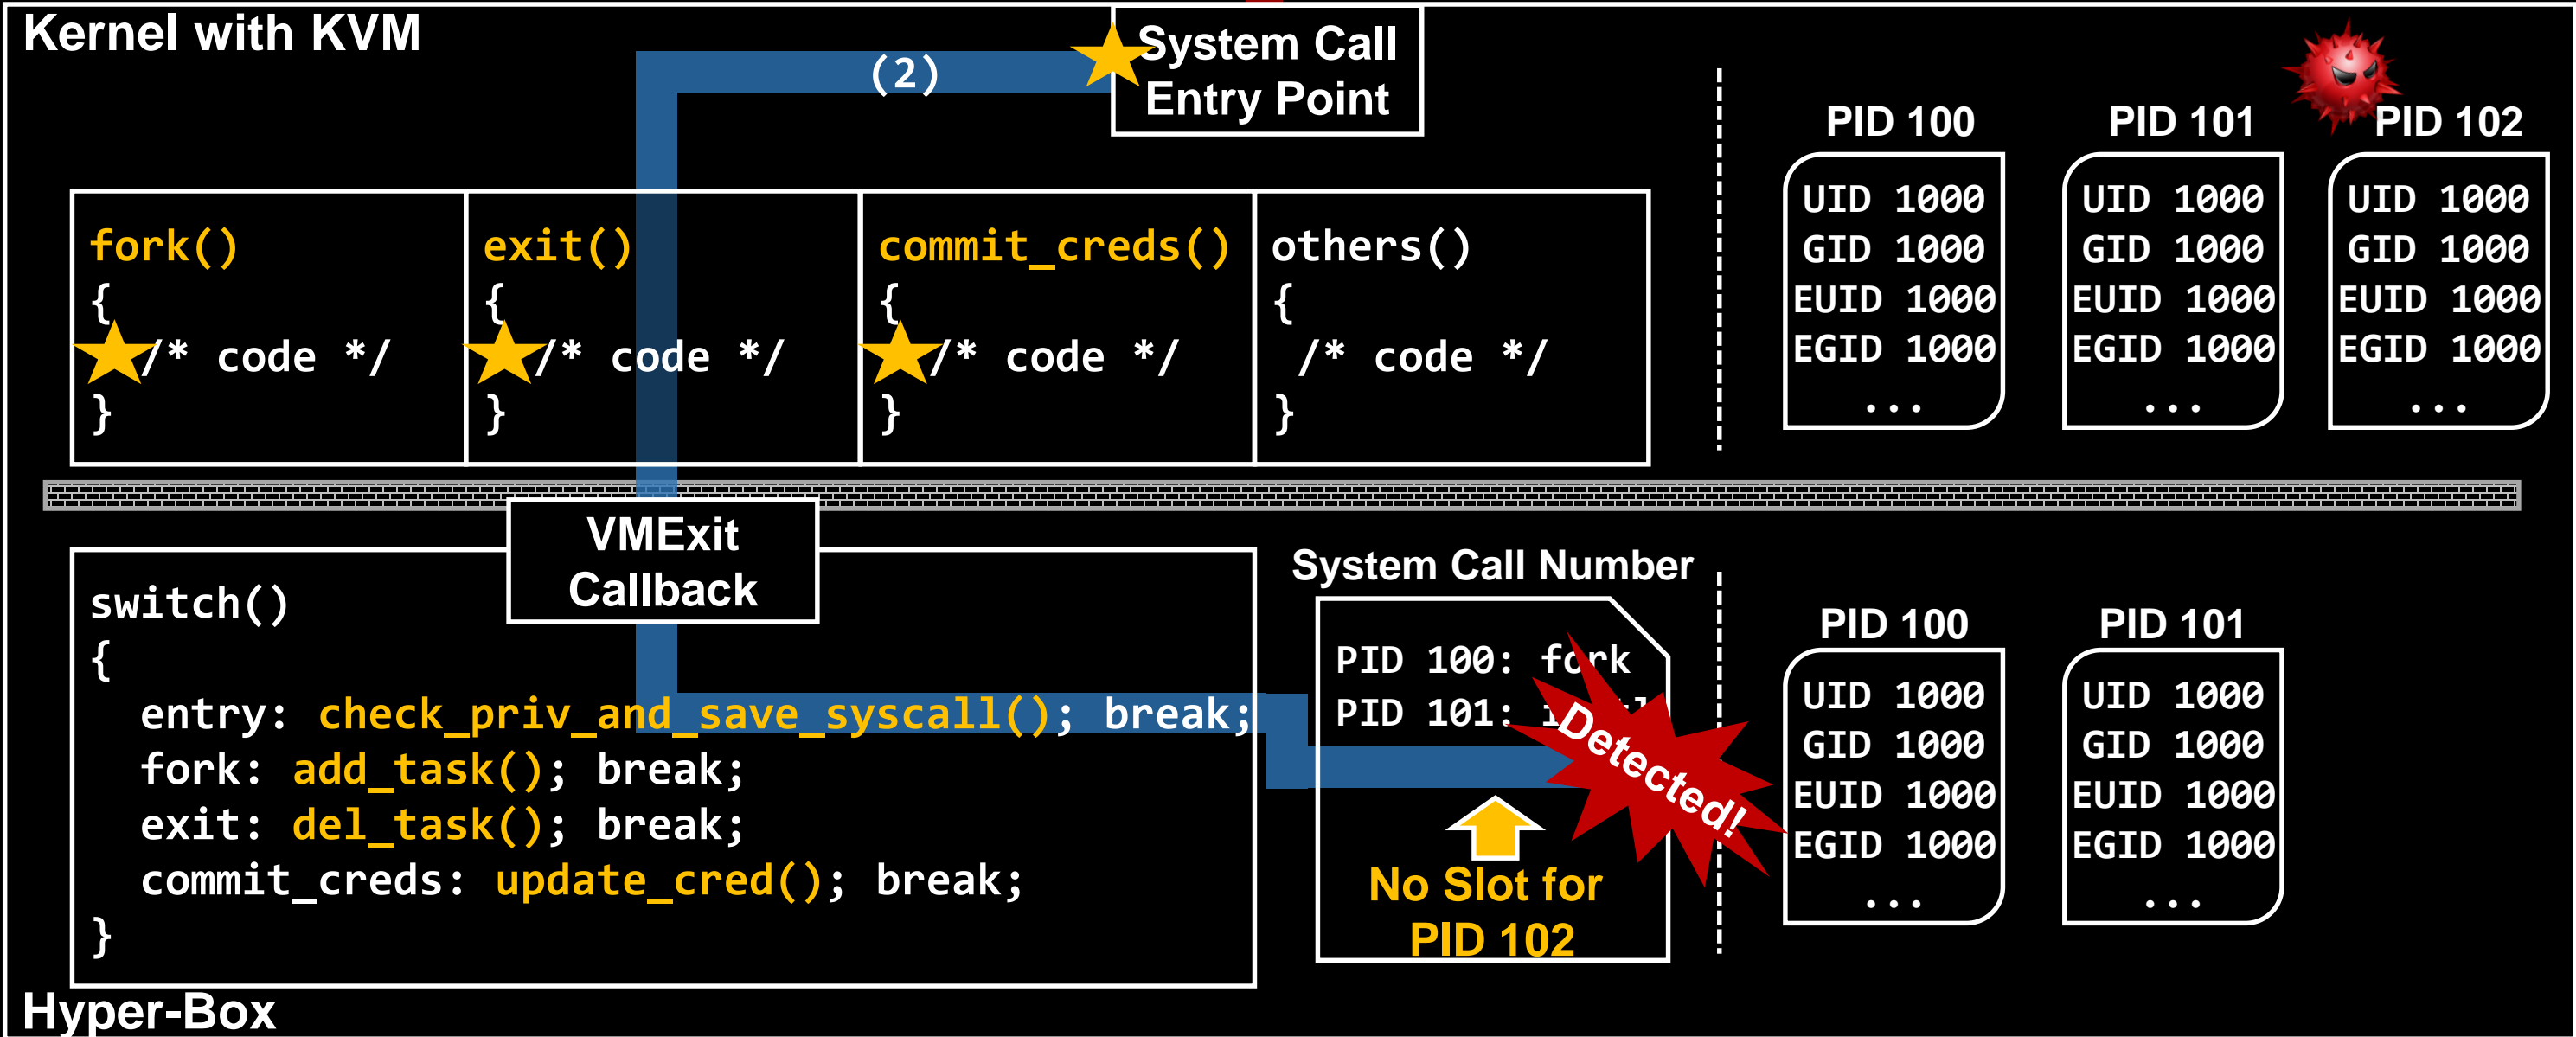 Kernel with KVM
System Call
Entry Point
(2)
fork()
{
/* code */
}
exit()
{
/* code */
}
commit_creds()
{
/* code */
}
others()
{
/* code */
}
PID 100
UID 1000
GID 1000
EUID 1000
EGID 1000
...
PID 101
UID 1000
GID 1000
EUID 1000
EGID 1000
...
PID 102
UID 1000
GID 1000
EUID 1000
EGID 1000
...
VMExit
Callback
switch()
{
entry: check_priv_and_save_syscall(); break;
fork: add_task(); break;
exit: del_task(); break;
commit_creds: update_cred(); break;
}
System Call Number
PID 100: fork
PID 101:
Detected!
No Slot for
PID 102
PID 100
UID 1000
GID 1000
EUID 1000
EGID 1000
...
PID 101
UID 1000
GID 1000
EUID 1000
EGID 1000
...
Hyper-Box